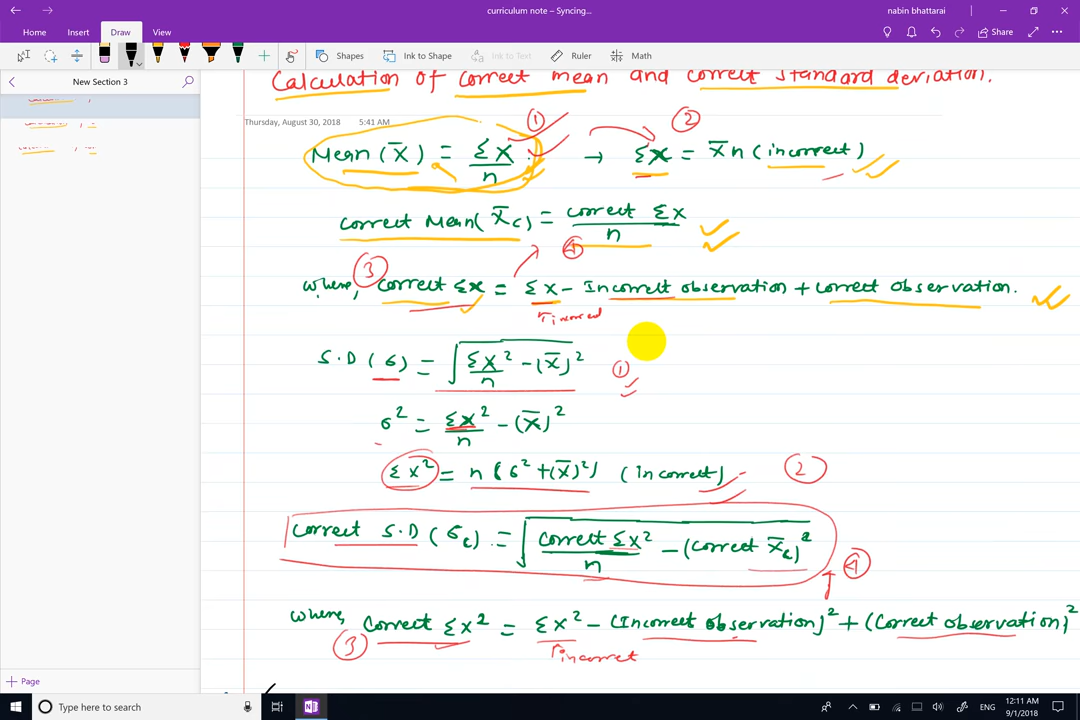 curriculum note – Syncing...
nabin bhattarai
Home Insert Draw View
Share
Shapes Ink to Shape Ink to Text Ruler Math
New Section 3
Calculation of correct mean and correct standard deviation.
Thursday, August 30, 2018 5:41 AM
Mean (X̄) = Σx / n ① → Σx = x̄n (incorrect) ②
correct Mean (X̄c) = correct Σx / n ④
③ where, correct Σx = Σx - Incorrect observation + correct observation.
incorrect
S.D (σ) = √(Σx²/n - (x̄)²) ①
σ² = Σx²/n - (x̄)²
Σx² = n(σ² + (x̄)²) (incorrect) ②
Correct S.D (σc) = √(correct Σx²/n - (correct x̄c)²) ④
where, correct Σx² = Σx² - (Incorrect observation)² + (correct observation)²
③ incorret
Page
Type here to search
ENG
12:11 AM
9/1/2018